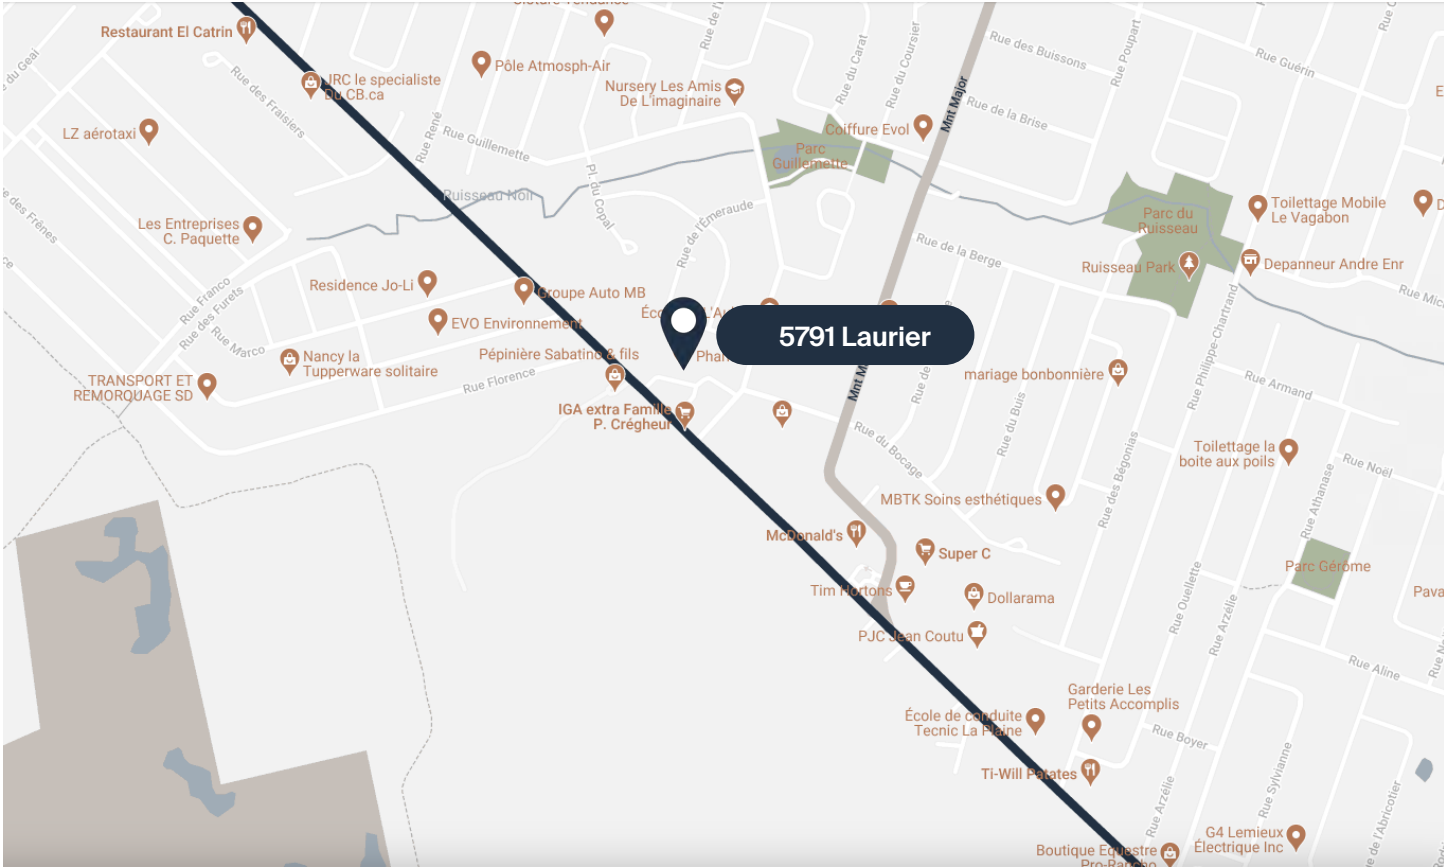 Restaurant El Catrin
JRC le specialiste
Du CB.ca
Pôle Atmosph-Air
Nursery Les Amis
De L'imaginaire
Rue du Carat
Rue du Coursier
Mnt Major
Rue des Buissons
Rue Poupart
Rue Guérin
Rue de la Brise
Coiffure Evol
Parc
Guillemette
LZ aérotaxi
Rue des Fraisiers
Rue René
Rue Guillemette
Ruisseau Noir
Pl. du Copal
Rue de l'Émeraude
Les Entreprises
C. Paquette
Parc du
Ruisseau
Ruisseau Park
Toilettage Mobile
Le Vagabon
Depanneur Andre Enr
Rue de la Berge
Rue Franco
Rue des Furets
Rue Marco
Residence Jo-Li
Groupe Auto MB
EVO Environnement
5791 Laurier
Nancy la
Tupperware solitaire
Pépinière Sabatino & fils
TRANSPORT ET
REMORQUAGE SD
Rue Florence
IGA extra Famille
P. Crégheur
mariage bonbonnière
Rue Philippe-Chartrand
Rue Armand
Rue du Bocage
Rue du Buis
Rue des Bégonias
Toilettage la
boite aux poils
Rue Noël
Rue Athanase
MBTK Soins esthétiques
McDonald's
Super C
Tim Hortons
Dollarama
PJC Jean Coutu
Parc Gérome
Rue Ouellette
Rue Arzélie
Rue Aline
Garderie Les
Petits Accomplis
École de conduite
Tecnic La Plaine
Ti-Will Patates
Rue Boyer
Rue Arzélie
Rue Sylvianne
G4 Lemieux
Électrique Inc
Boutique Equestre
Pro-Rancho